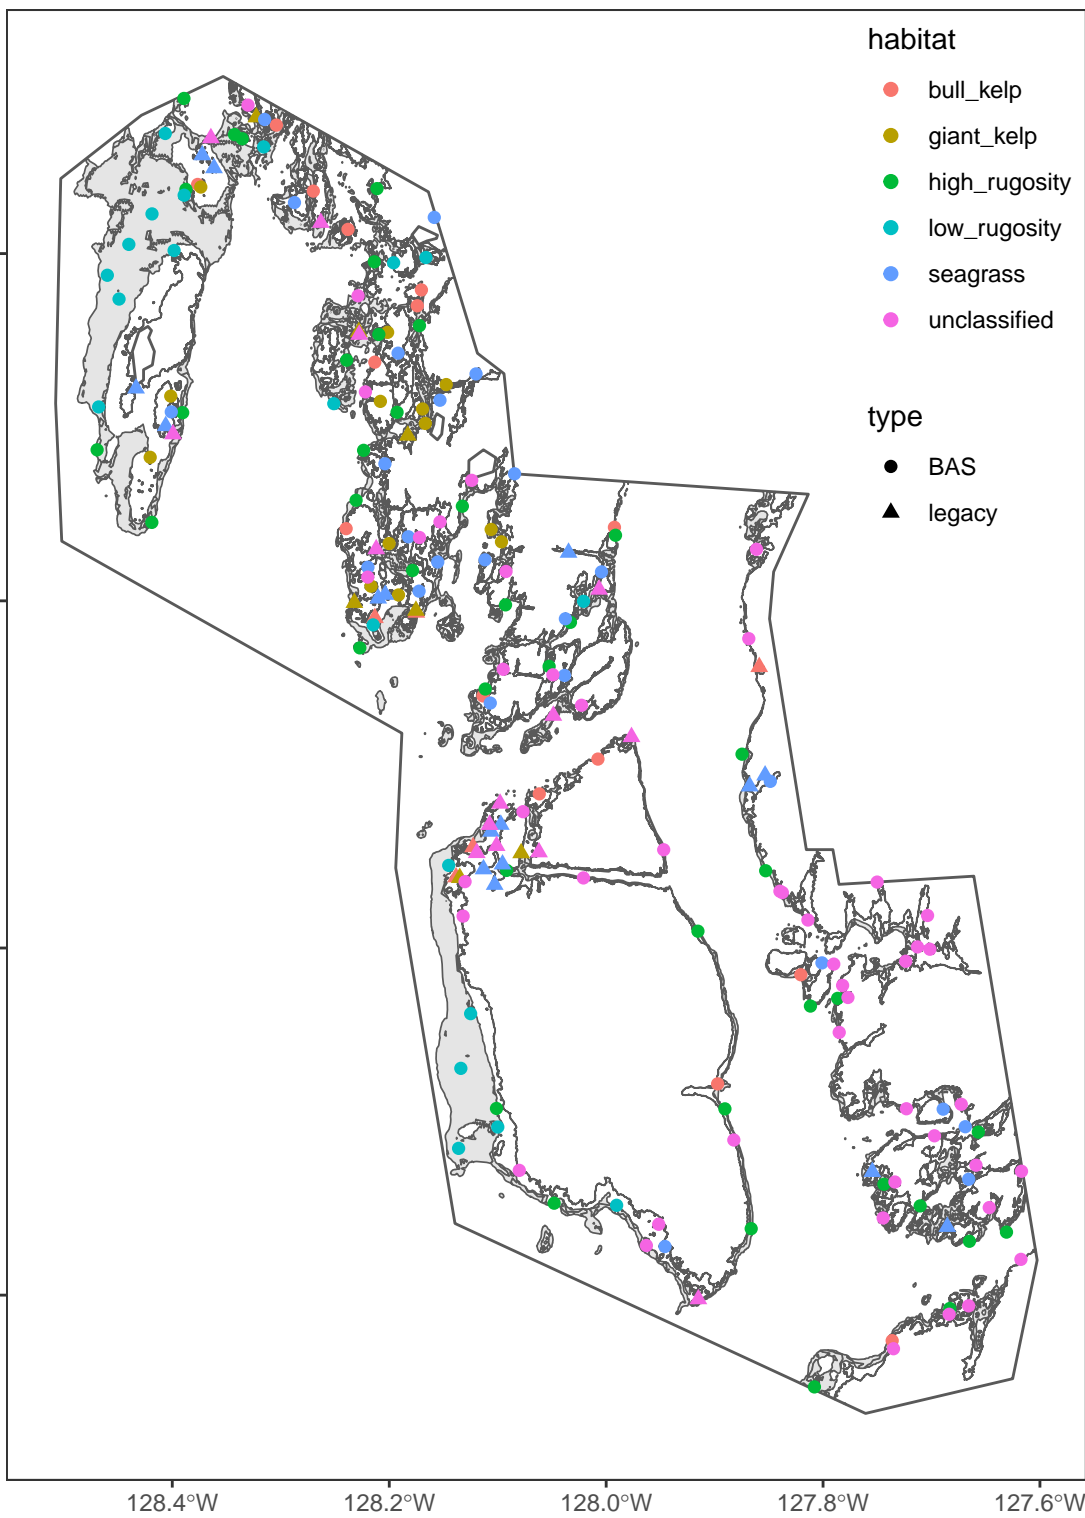 habitat
bull_kelp
giant_kelp
high_rugosity
low_rugosity
seagrass
unclassified
type
BAS
legacy
128.4°W
128.2°W
128.0°W
127.8°W
127.6°W